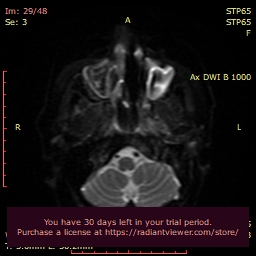 Im: 29/48
Se: 3
A
STP65
STP65
F
Ax DWI B 1000
R
L
You have 30 days left in your trial period.
Purchase a license at https://radiantviewer.com/store/